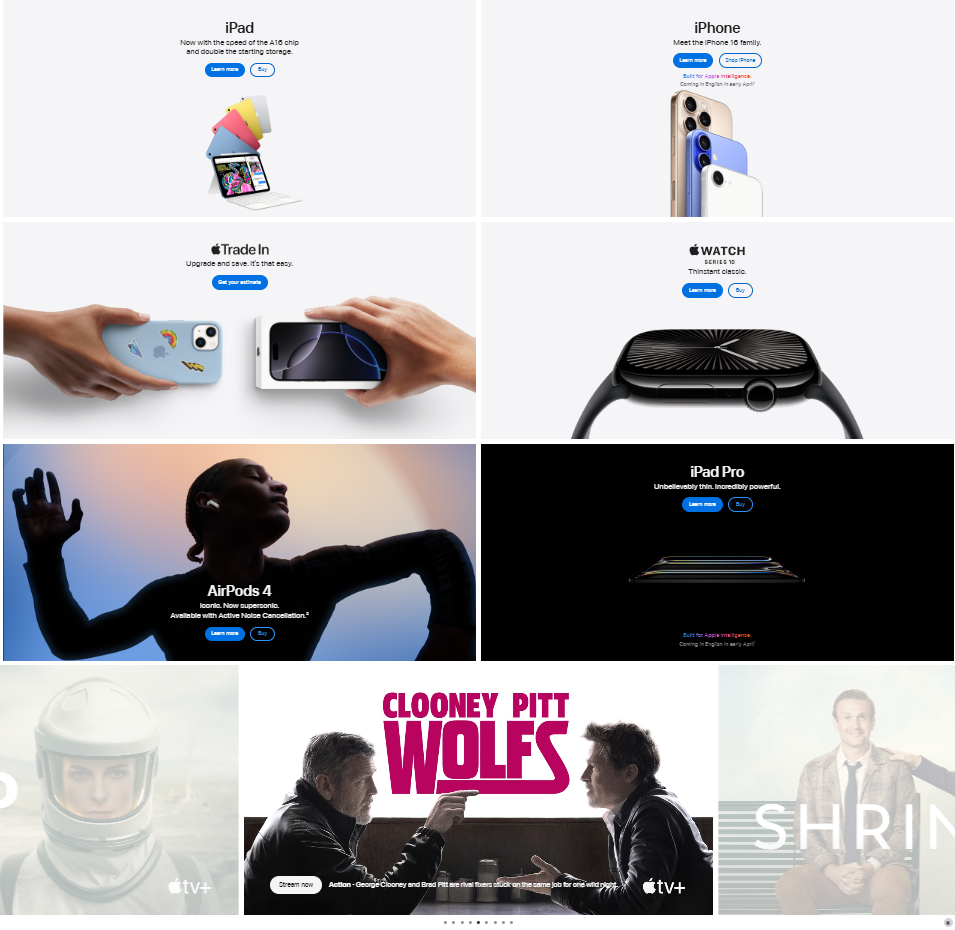 iPad
Now with the speed of the A16 chip
and double the starting storage.
Learn more
Buy
iPhone
Meet the iPhone 16 family.
Learn more
Shop iPhone
Built for Apple Intelligence.
Coming in English in early April¹
Trade In
Upgrade and save. It's that easy.
Get your estimate
WATCH
SERIES 10
Thinstant classic.
Learn more
Buy
AirPods 4
Iconic. Now supersonic.
Available with Active Noise Cancellation.²
Learn more
Buy
iPad Pro
Unbelievably thin. Incredibly powerful.
Learn more
Buy
Built for Apple Intelligence.
Coming in English in early April¹
tv+
CLOONEY PITT
WOLFS
Stream now
Action · George Clooney and Brad Pitt are rival fixers stuck on the same job for one wild night.
tv+
SHRIN